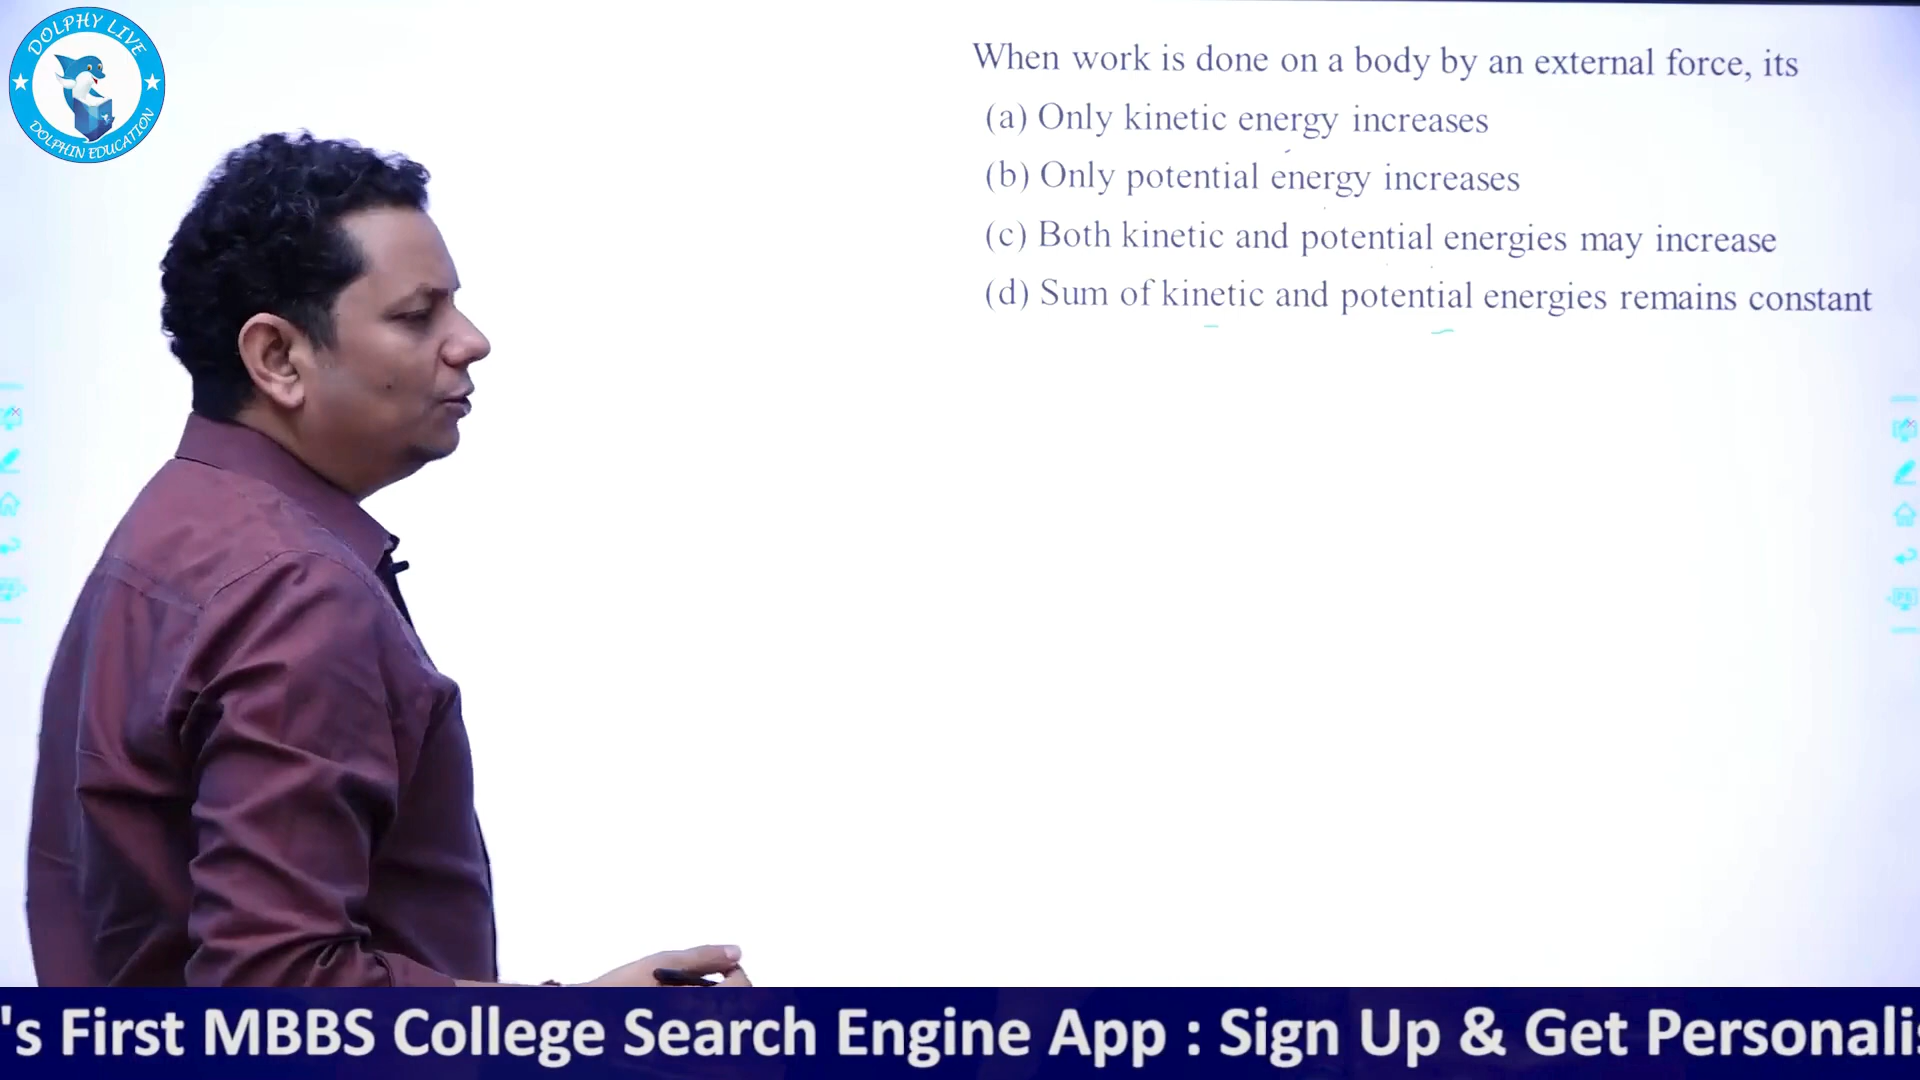 DOLPHY LIVE
DOLPHIN EDUCATION
When work is done on a body by an external force, its
(a) Only kinetic energy increases
(b) Only potential energy increases
(c) Both kinetic and potential energies may increase
(d) Sum of kinetic and potential energies remains constant
's First MBBS College Search Engine App : Sign Up & Get Personalis